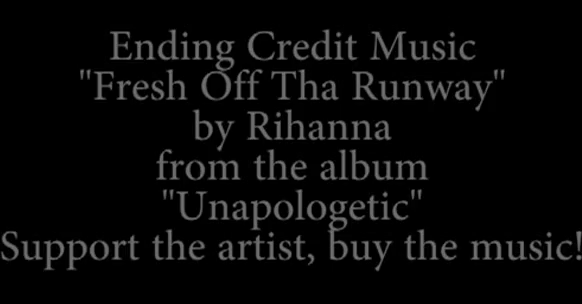 Ending Credit Music
"Fresh Off Tha Runway"
by Rihanna
from the album
"Unapologetic"
Support the artist, buy the music!